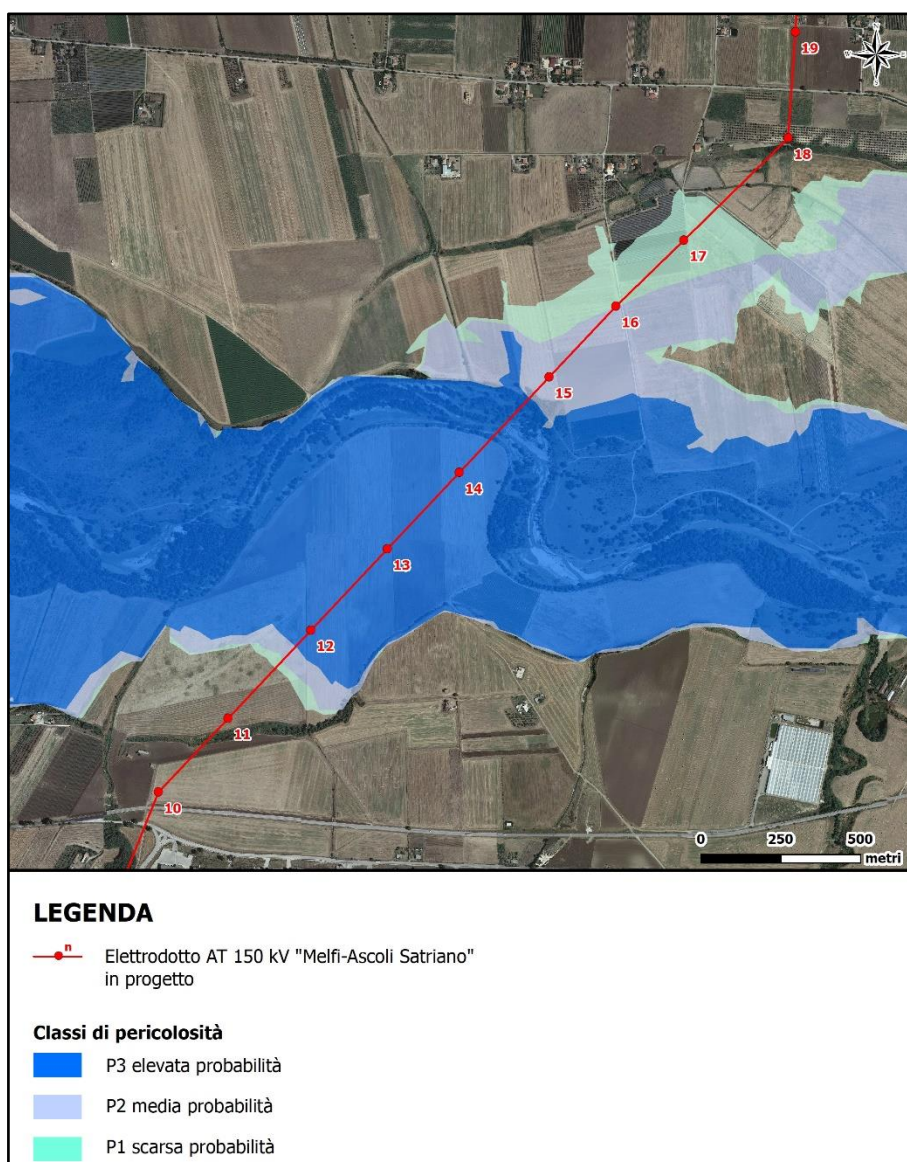 19
N
W E
S
18
17
16
15
14
13
12
11
10
0 250 500
metri
LEGENDA
n Elettrodotto AT 150 kV "Melfi-Ascoli Satriano"
in progetto
Classi di pericolosità
P3 elevata probabilità
P2 media probabilità
P1 scarsa probabilità